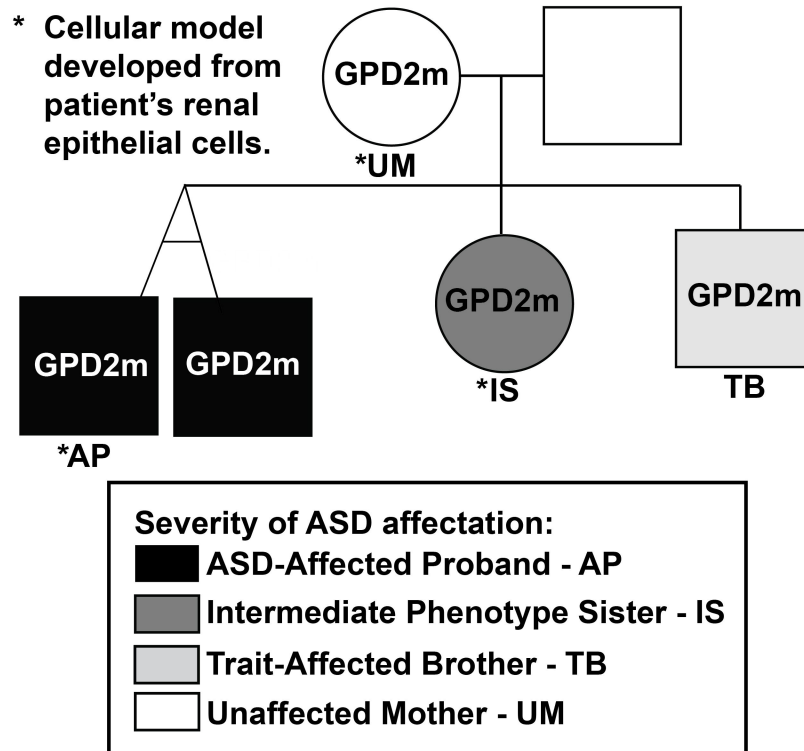 * Cellular model
developed from
patient's renal
epithelial cells.
GPD2m
*UM
GPD2m
GPD2m
GPD2m
GPD2m
*AP
*IS
TB
Severity of ASD affectation:
ASD-Affected Proband - AP
Intermediate Phenotype Sister - IS
Trait-Affected Brother - TB
Unaffected Mother - UM